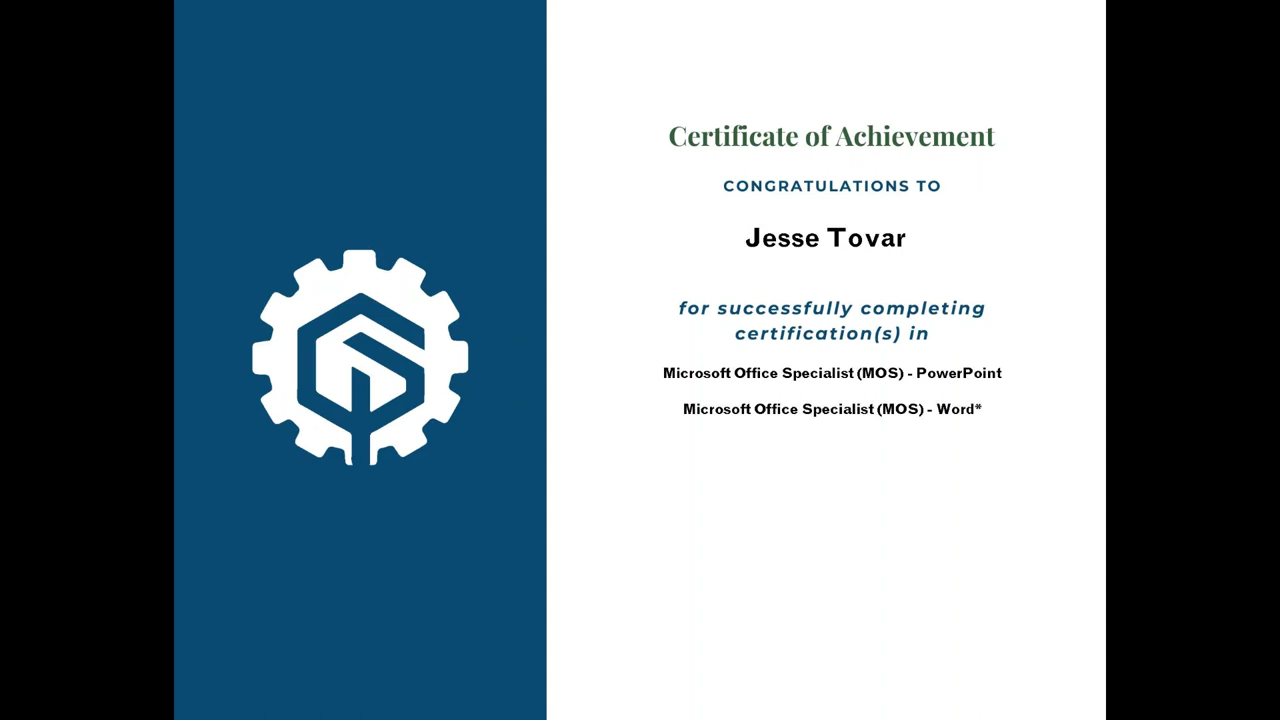 Certificate of Achievement
CONGRATULATIONS TO
Jesse Tovar
for successfully completing
certification(s) in
Microsoft Office Specialist (MOS) - PowerPoint
Microsoft Office Specialist (MOS) - Word*